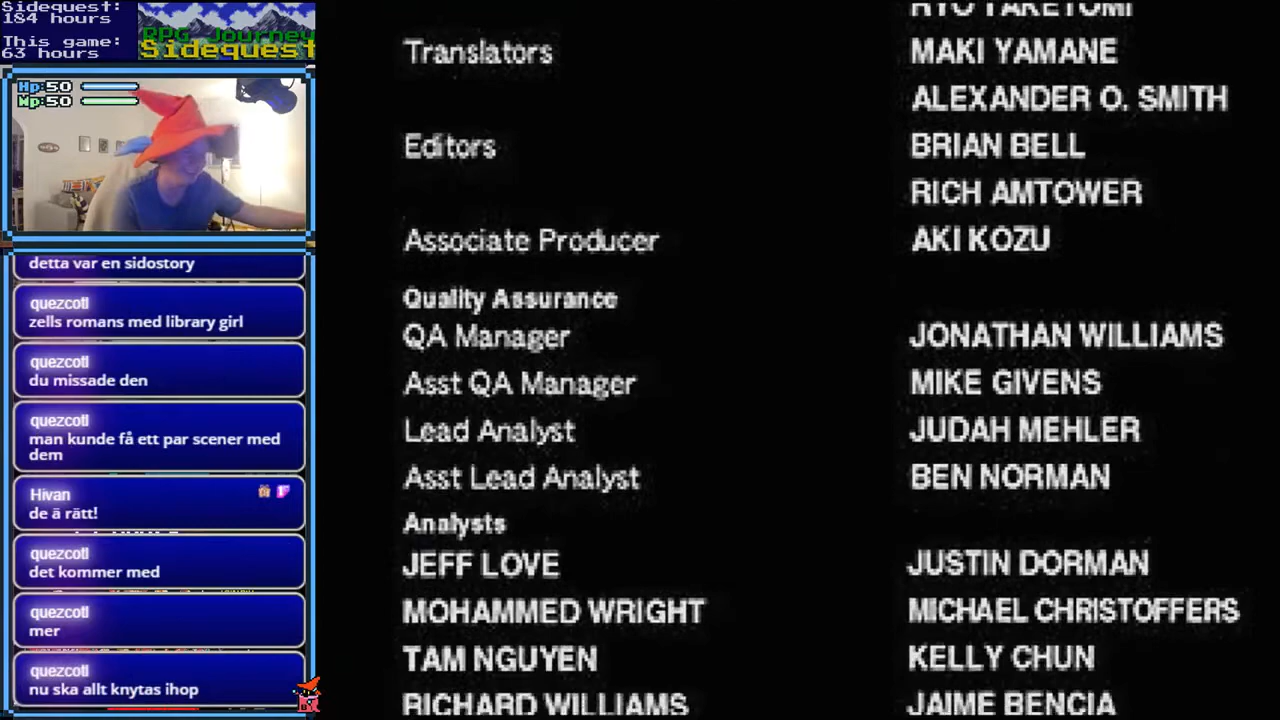 Sidequest:
184 hours
This game:
63 hours
RPG Journey
Sidequest
Hp:50
Mp:50
detta var en sidostory
quezcotl
zells romans med library girl
quezcotl
du missade den
quezcotl
man kunde få ett par scener med
dem
Hivan
de ä rätt!
quezcotl
det kommer med
quezcotl
mer
quezcotl
nu ska allt knytas ihop
RYO TAKETOMI
Translators MAKI YAMANE
ALEXANDER O. SMITH
Editors BRIAN BELL
RICH AMTOWER
Associate Producer AKI KOZU
Quality Assurance
QA Manager JONATHAN WILLIAMS
Asst QA Manager MIKE GIVENS
Lead Analyst JUDAH MEHLER
Asst Lead Analyst BEN NORMAN
Analysts
JEFF LOVE JUSTIN DORMAN
MOHAMMED WRIGHT MICHAEL CHRISTOFFERS
TAM NGUYEN KELLY CHUN
RICHARD WILLIAMS JAIME BENCIA